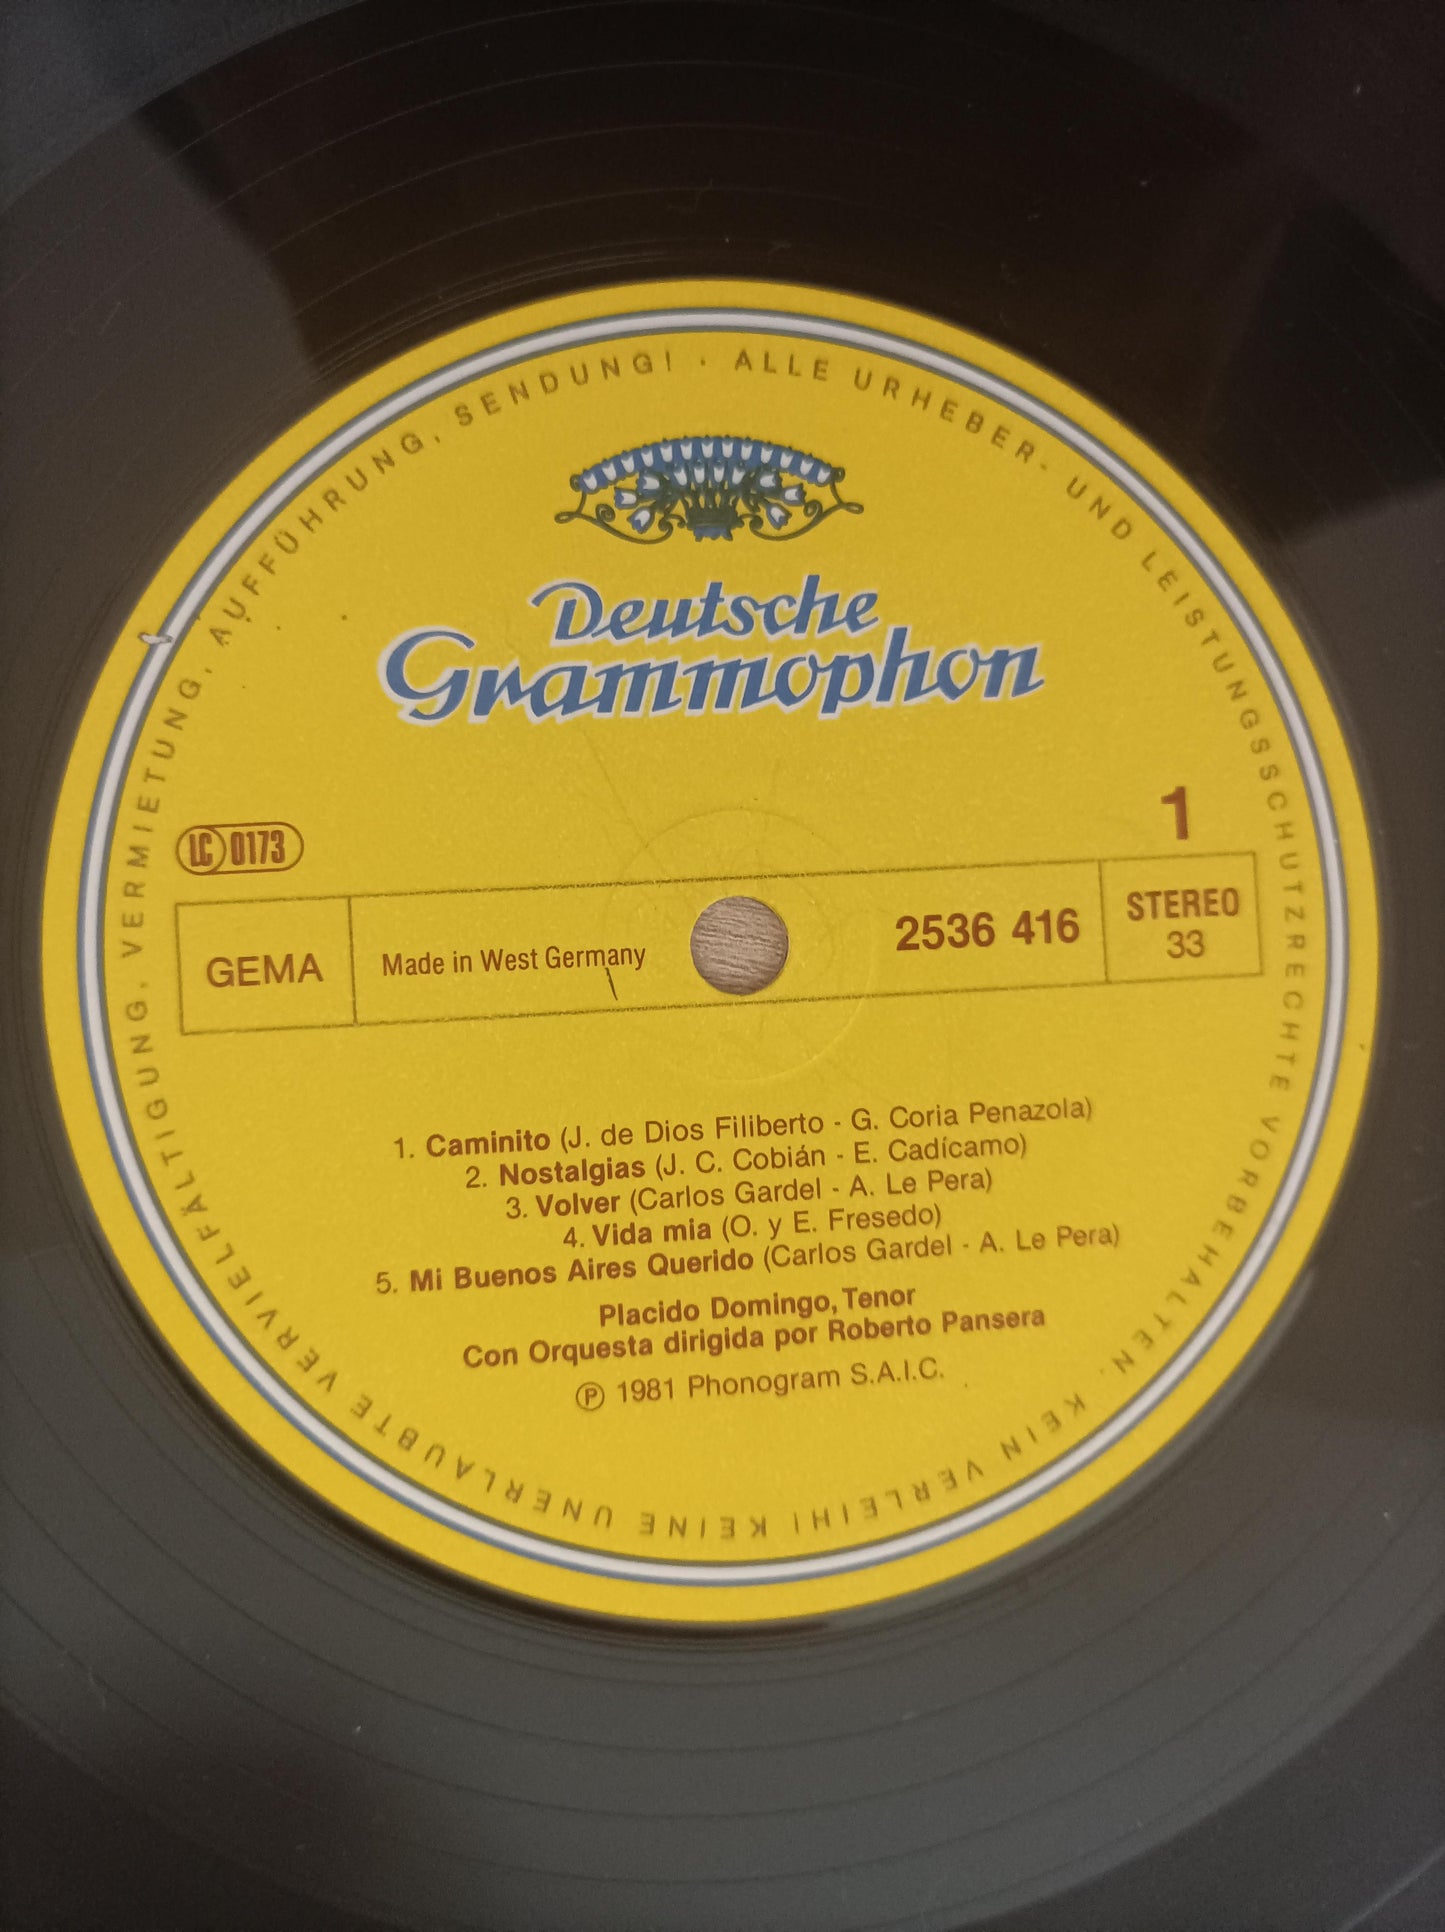 ALLE URHEBER- UND LEISTUNGSSCHUTZRECHTE VORBEHALTEN. KEIN VERLEIH! KEINE UNERLAUBTE VERVIELFÄLTIGUNG, VERMIETUNG, AUFFÜHRUNG, SENDUNG! ·
Deutsche
Grammophon
LC 0173
1
GEMA
Made in West Germany
2536 416
STEREO
33
1. Caminito (J. de Dios Filiberto - G. Coria Penazola)
2. Nostalgias (J. C. Cobián - E. Cadícamo)
3. Volver (Carlos Gardel - A. Le Pera)
4. Vida mia (O. y E. Fresedo)
5. Mi Buenos Aires Querido (Carlos Gardel - A. Le Pera)
Placido Domingo, Tenor
Con Orquesta dirigida por Roberto Pansera
℗ 1981 Phonogram S.A.I.C.